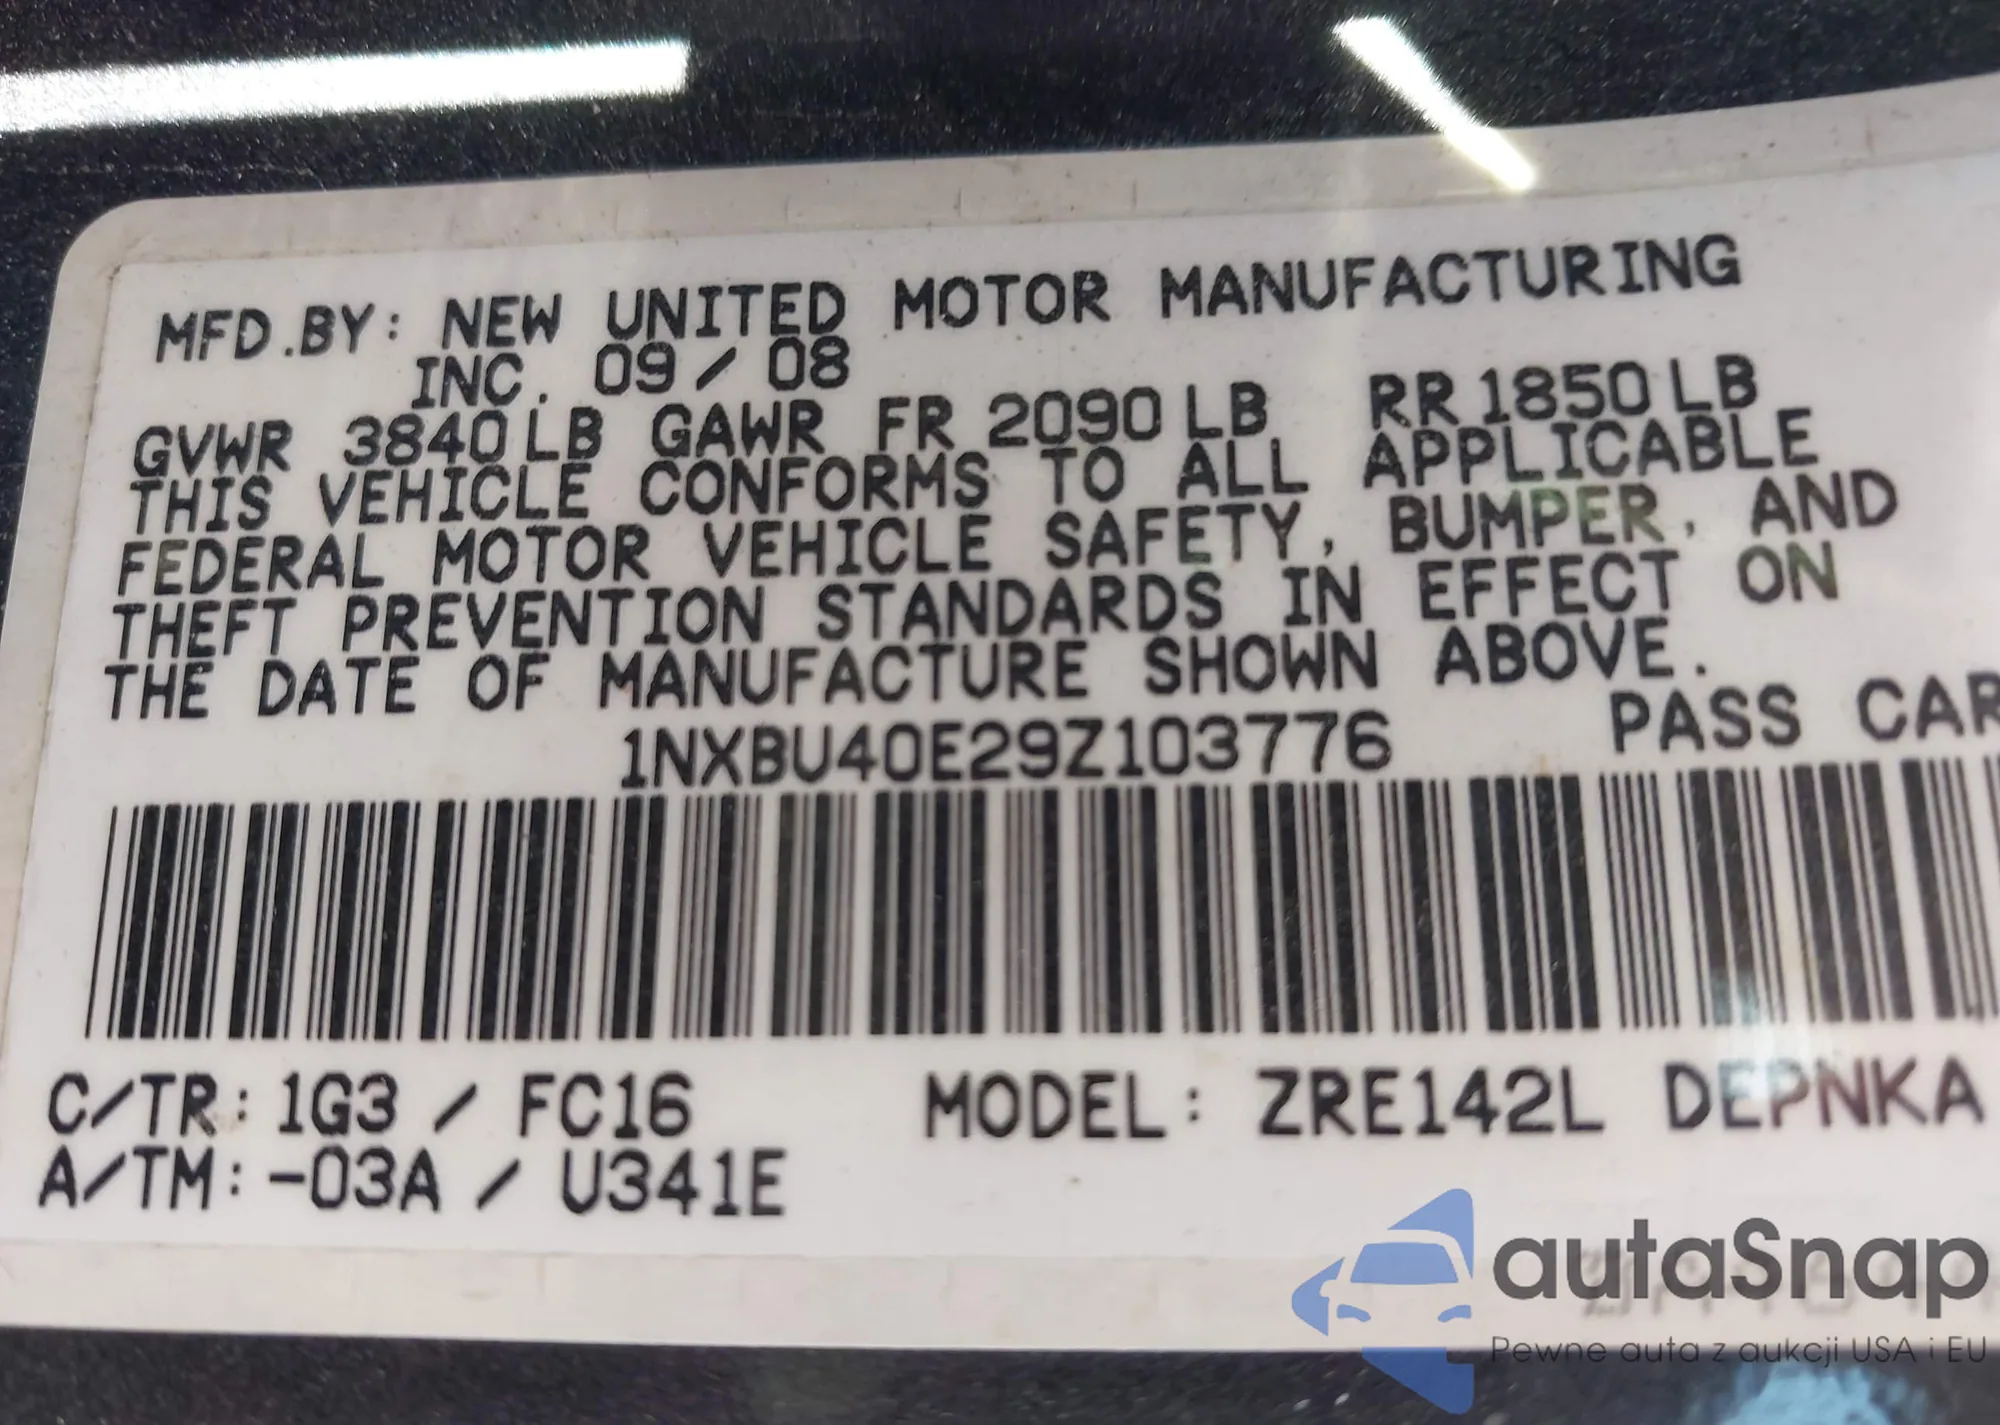 MFD.BY: NEW UNITED MOTOR MANUFACTURING
INC. 09/08
GVWR 3840LB GAWR FR 2090LB RR1850LB
THIS VEHICLE CONFORMS TO ALL APPLICABLE
FEDERAL MOTOR VEHICLE SAFETY, BUMPER, AND
THEFT PREVENTION STANDARDS IN EFFECT ON
THE DATE OF MANUFACTURE SHOWN ABOVE.
1NXBU40E29Z103776 PASS CAR
C/TR: 1G3 / FC16 MODEL: ZRE142L DEPNKA
A/TM: -03A / U341E
autaSnap
Pewne auta z aukcji USA i EU